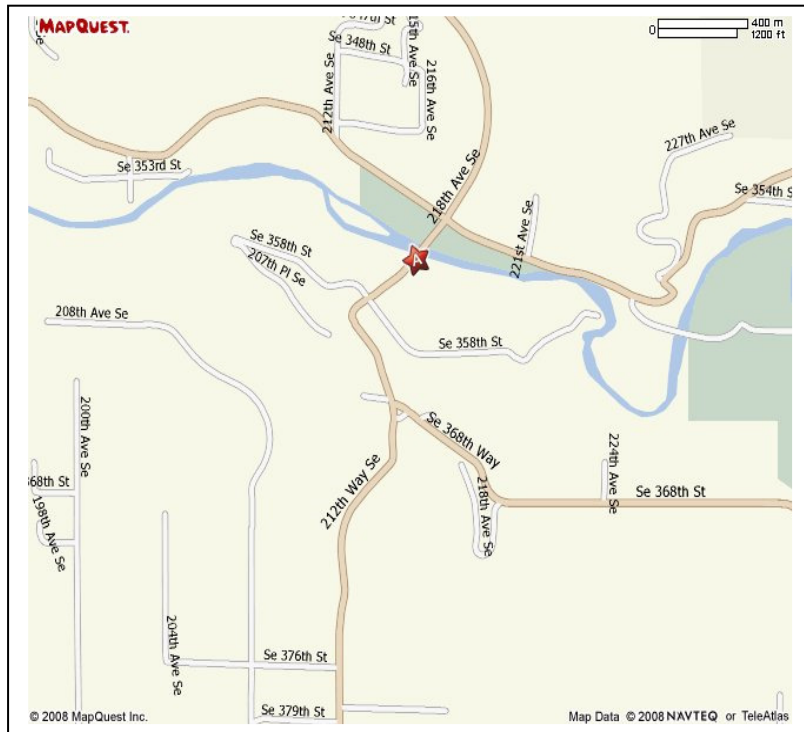 MAPQUEST.
0
400 m
1200 ft
Se 348th St
215th Ave Se
216th Ave Se
212th Ave Se
227th Ave Se
Se 353rd St
218th Ave Se
Se 354th S
221st Ave Se
Se 358th St
A
207th Pl Se
208th Ave Se
Se 358th St
200th Ave Se
Se 368th Way
224th Ave Se
368th St
212th Way Se
218th Ave Se
Se 368th St
198th Ave Se
204th Ave Se
Se 376th St
Se 379th St
© 2008 MapQuest Inc.
Map Data © 2008 NAVTEQ or TeleAtlas